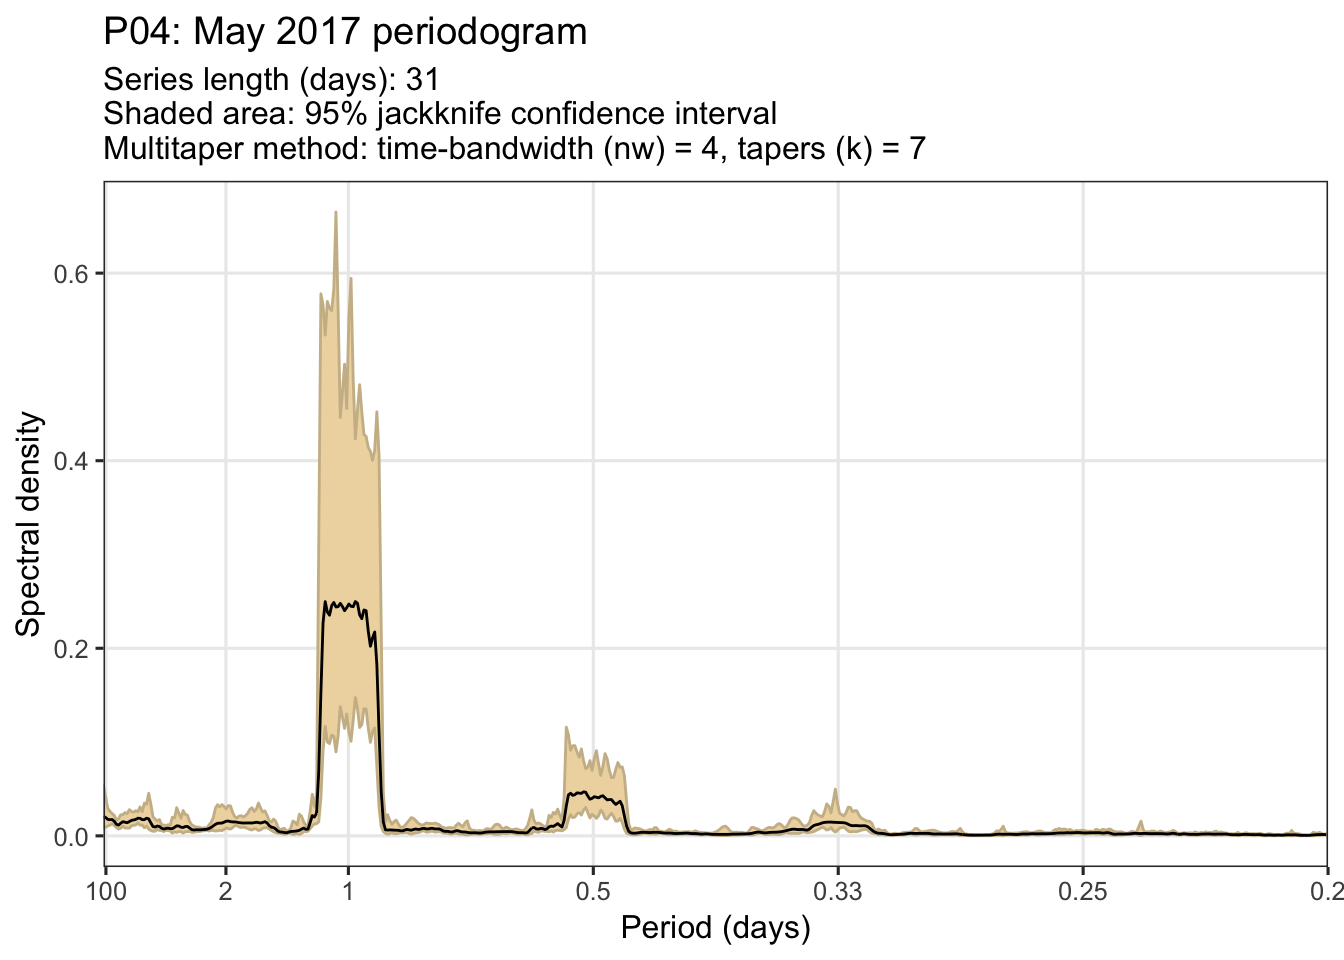 P04: May 2017 periodogram
Series length (days): 31
Shaded area: 95% jackknife confidence interval
Multitaper method: time-bandwidth (nw) = 4, tapers (k) = 7
Spectral density
0.6
0.4
0.2
0.0
100 2 1 0.5 0.33 0.25 0.2
Period (days)